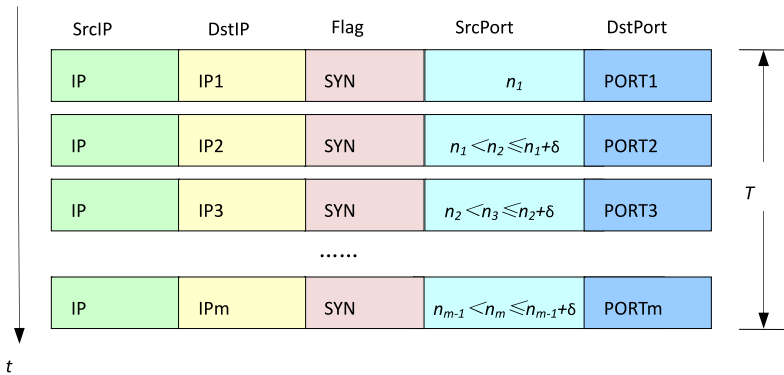 SrcIP DstIP Flag SrcPort DstPort
IP IP1 SYN n₁ PORT1
IP IP2 SYN n₁<n₂≤n₁+δ PORT2
IP IP3 SYN n₂<n₃≤n₂+δ PORT3
T
......
IP IPm SYN nₘ₋₁<nₘ≤nₘ₋₁+δ PORTm
t